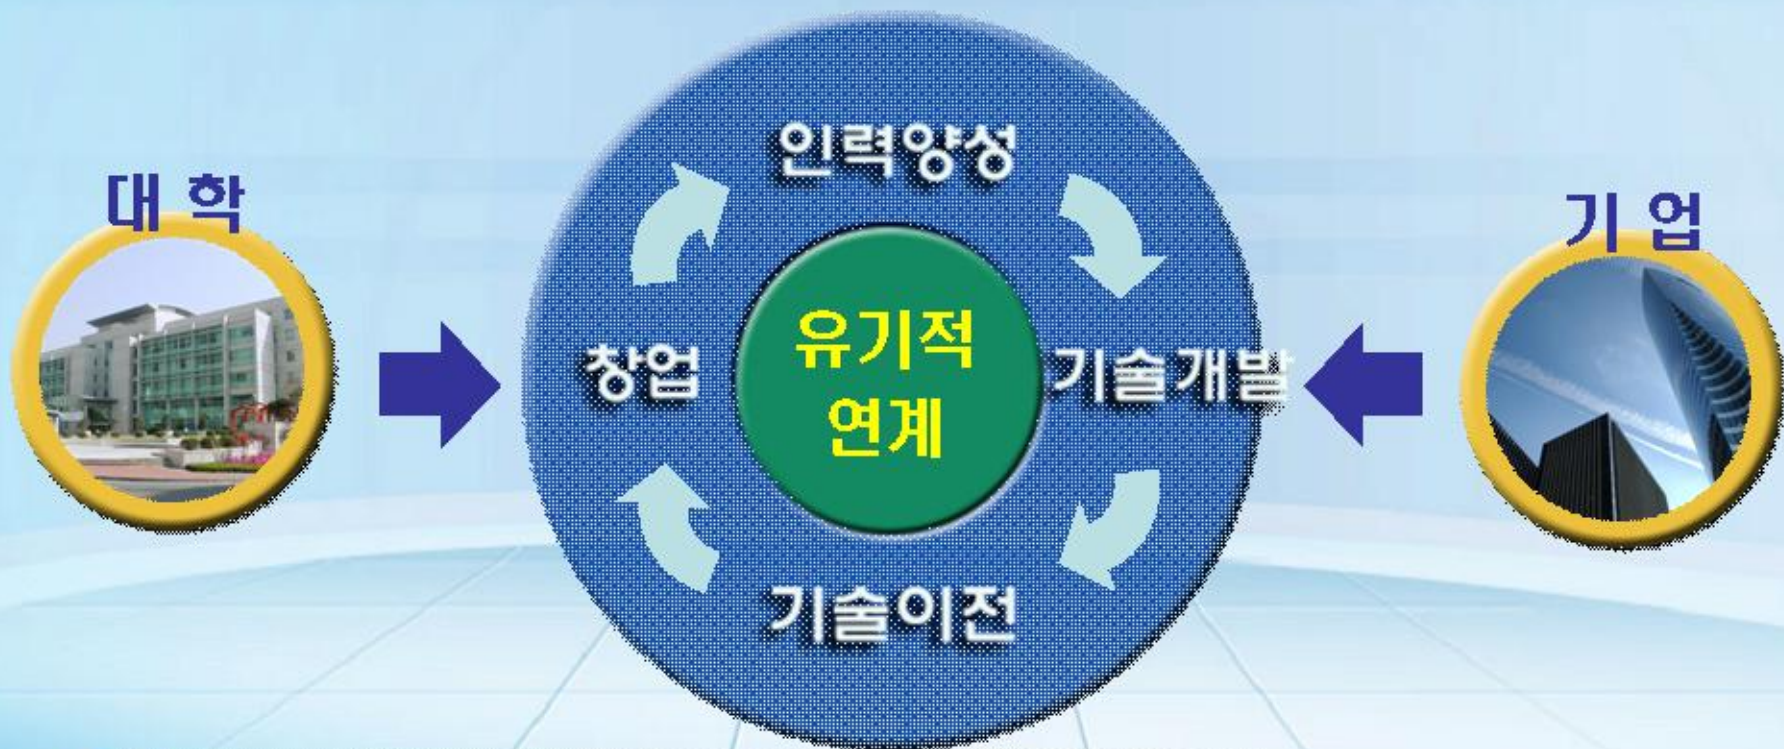 인력양성
대 학
기 업
유기적
연계
창업
기술개발
기술이전